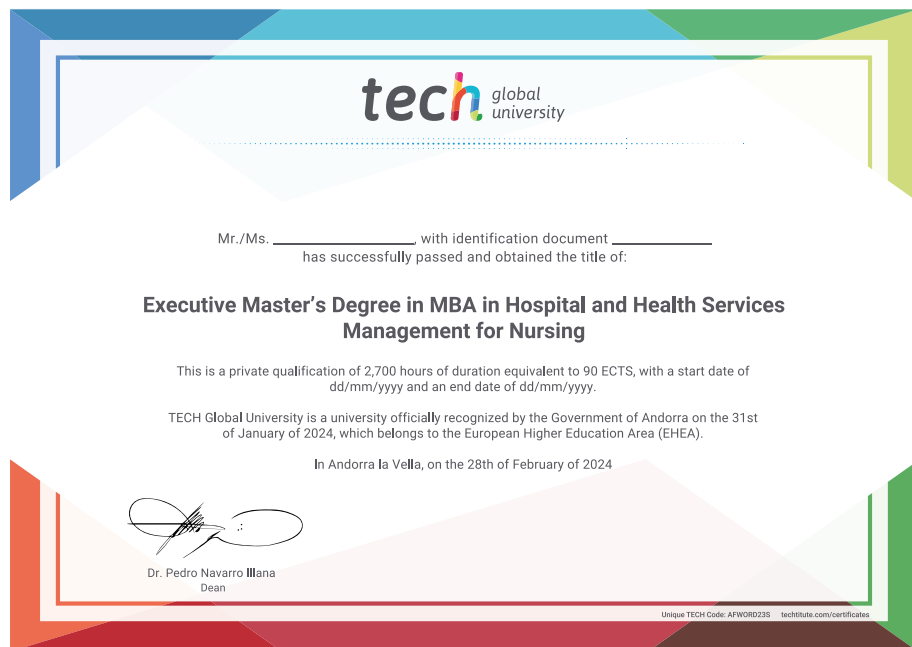 tech global
university
Mr./Ms. ____________, with identification document ____________
has successfully passed and obtained the title of:
Executive Master’s Degree in MBA in Hospital and Health Services
Management for Nursing
This is a private qualification of 2,700 hours of duration equivalent to 90 ECTS, with a start date of
dd/mm/yyyy and an end date of dd/mm/yyyy.
TECH Global University is a university officially recognized by the Government of Andorra on the 31st
of January of 2024, which belongs to the European Higher Education Area (EHEA).
In Andorra la Vella, on the 28th of February of 2024
Dr. Pedro Navarro Illana
Dean
Unique TECH Code: AFWORD23S techtitute.com/certificates